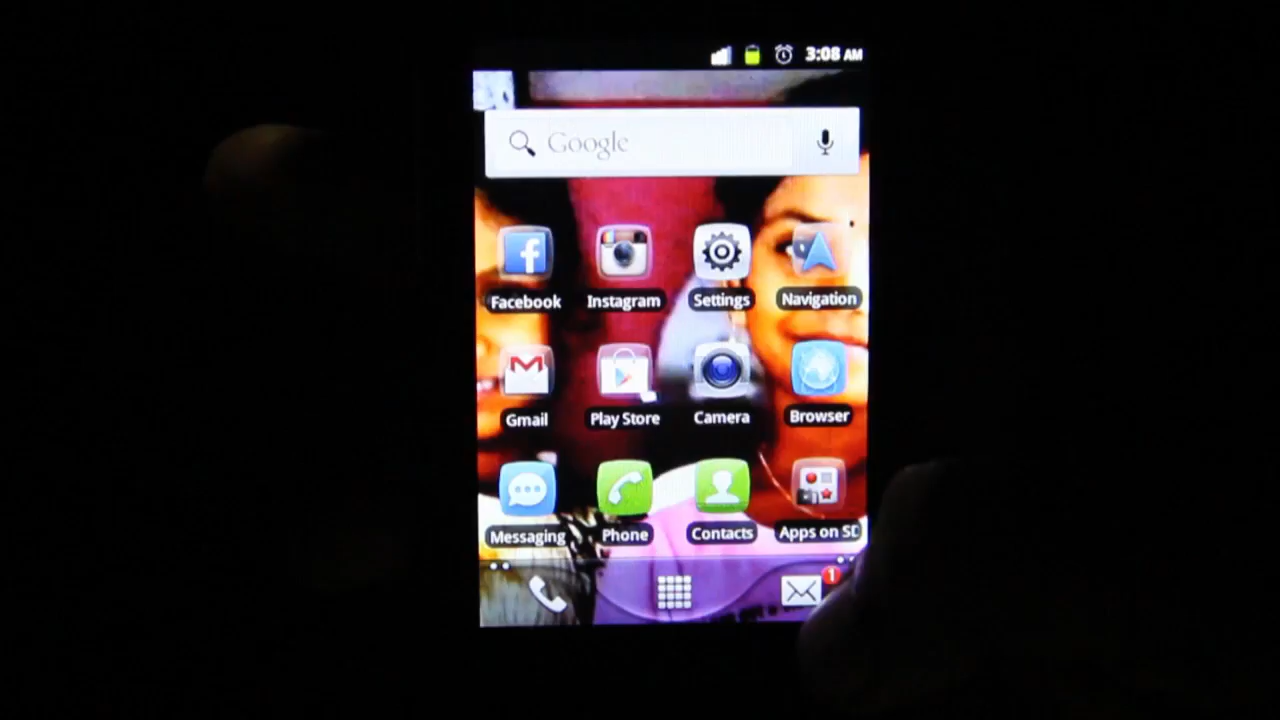 3:08 AM
Google
Facebook Instagram Settings Navigation
Gmail Play Store Camera Browser
Messaging Phone Contacts Apps on SD
1